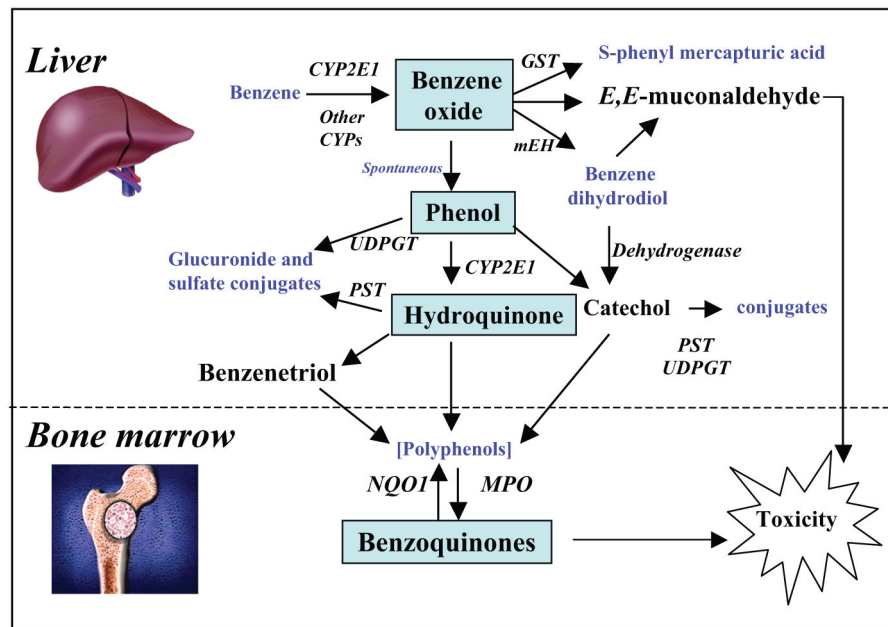 Liver
CYP2E1
Benzene
Other
CYPs
Benzene
oxide
GST
S-phenyl mercapturic acid
E,E-muconaldehyde
mEH
Benzene
dihydrodiol
Spontaneous
Phenol
UDPGT
Glucuronide and
sulfate conjugates
CYP2E1
Dehydrogenase
PST
Hydroquinone
Catechol
conjugates
PST
UDPGT
Benzenetriol
Bone marrow
[Polyphenols]
NQO1
MPO
Benzoquinones
Toxicity